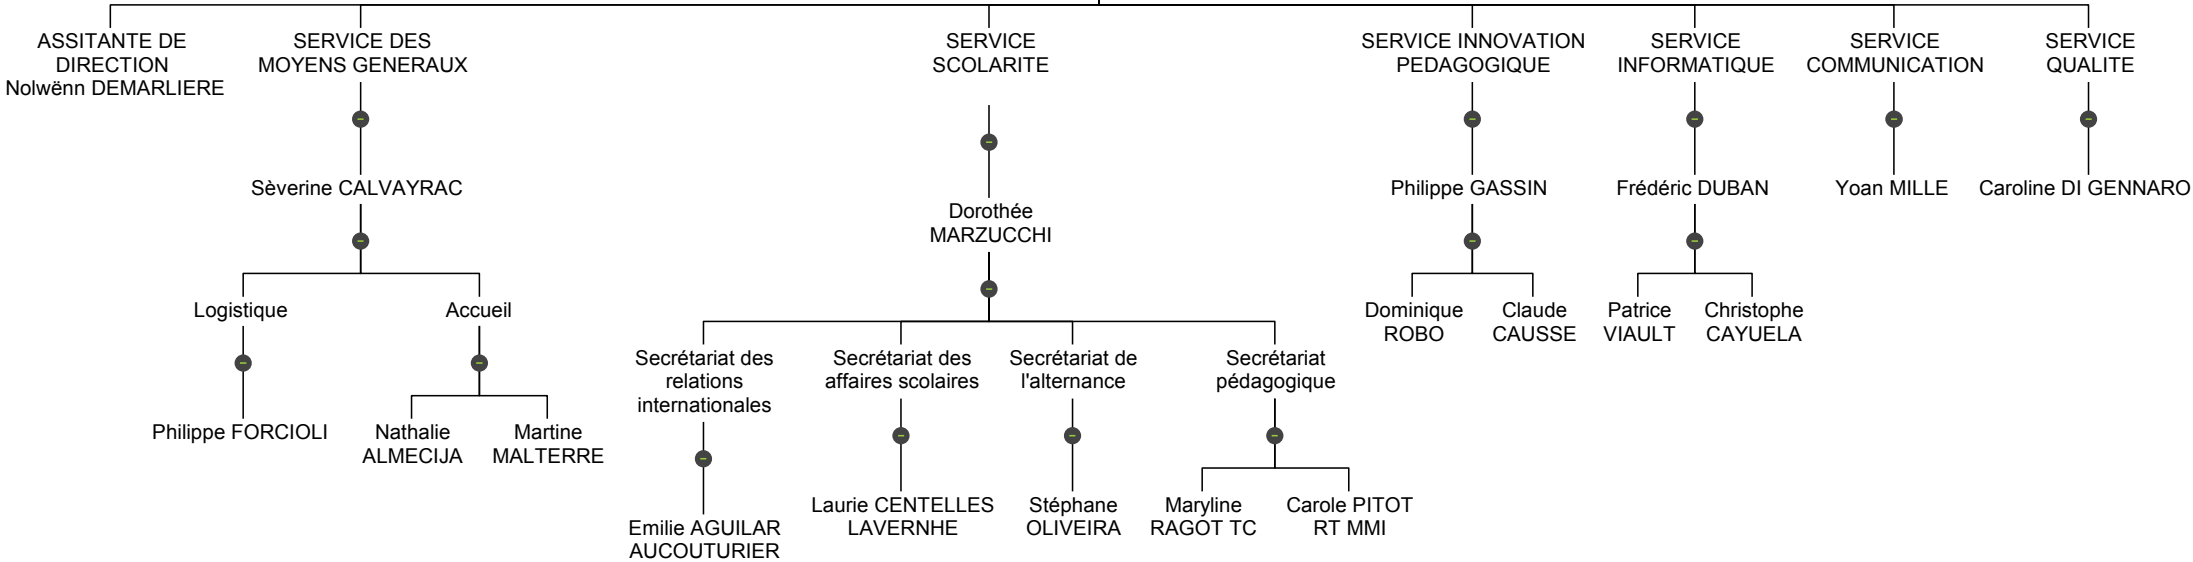 ASSITANTE DE
DIRECTION
Nolwënn DEMARLIERE
SERVICE DES
MOYENS GENERAUX
SERVICE
SCOLARITE
SERVICE INNOVATION
PEDAGOGIQUE
SERVICE
INFORMATIQUE
SERVICE
COMMUNICATION
SERVICE
QUALITE
Sèverine CALVAYRAC
Dorothée
MARZUCCHI
Philippe GASSIN
Frédéric DUBAN
Yoan MILLE
Caroline DI GENNARO
Logistique
Accueil
Dominique
ROBO
Claude
CAUSSE
Patrice
VIAULT
Christophe
CAYUELA
Secrétariat des
relations
internationales
Secrétariat des
affaires scolaires
Secrétariat de
l'alternance
Secrétariat
pédagogique
Philippe FORCIOLI
Nathalie
ALMECIJA
Martine
MALTERRE
Emilie AGUILAR
AUCOUTURIER
Laurie CENTELLES
LAVERNHE
Stéphane
OLIVEIRA
Maryline
RAGOT TC
Carole PITOT
RT MMI